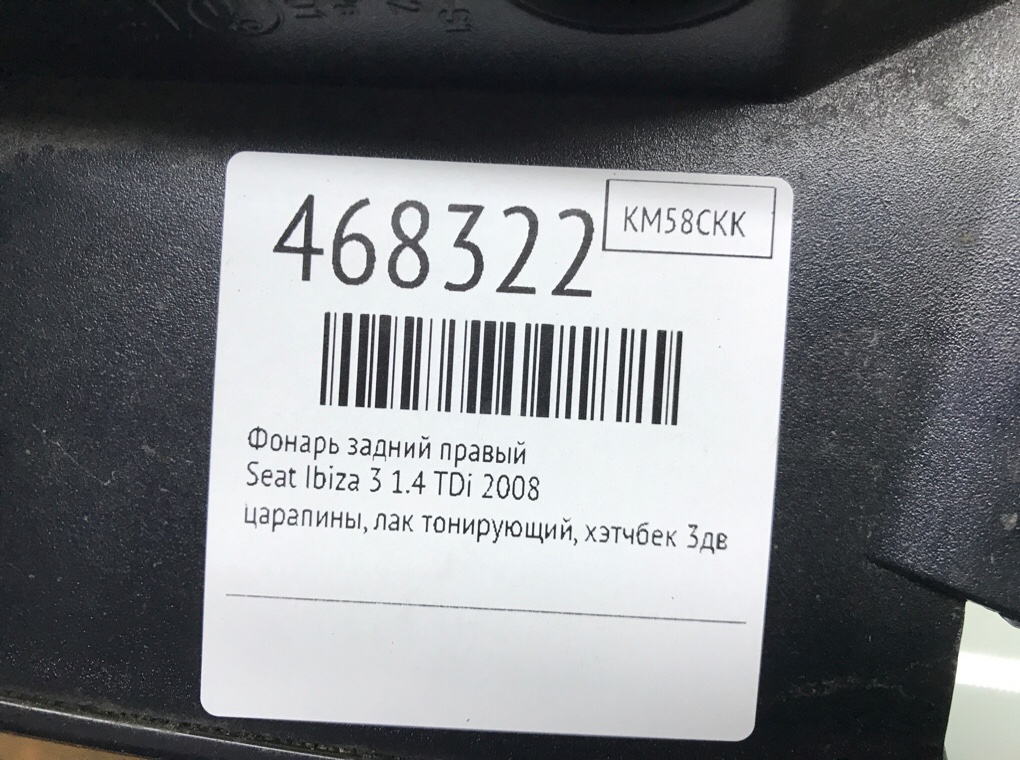 468322
KM58CKK
Фонарь задний правый
Seat Ibiza 3 1.4 TDi 2008
царапины, лак тонирующий, хэтчбек 3дв